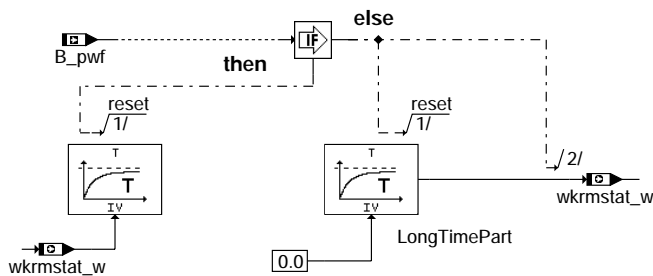 else
IF
B_pwf
then
reset
1/
reset
1/
T
T
IV
T
T
IV
2/
wkrmstat_w
LongTimePart
0.0
wkrmstat_w